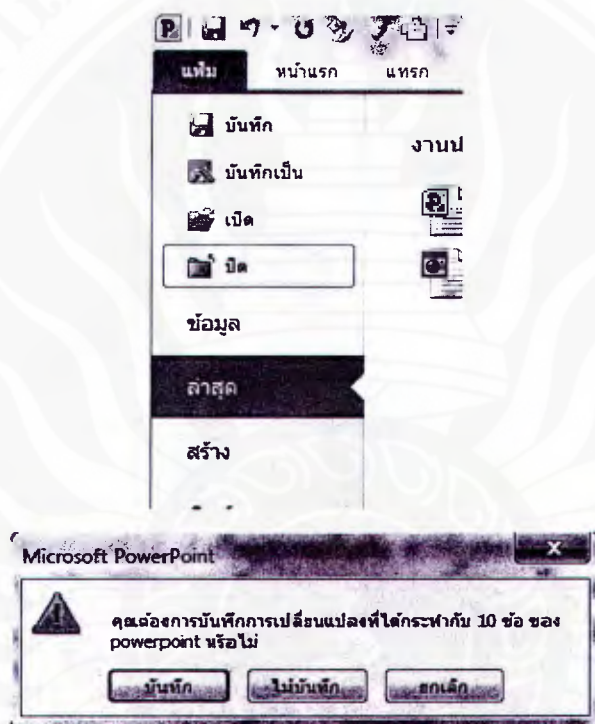 แฟ้ม หน้าแรก แทรก
บันทึก
งานป
บันทึกเป็น
เปิด
ปิด
ข้อมูล
ล่าสุด
สร้าง
Microsoft PowerPoint
คุณต้องการบันทึกการเปลี่ยนแปลงที่ได้กระทำกับ 10 ข้อ ของ
powerpoint หรือไม่
บันทึก ไม่บันทึก ยกเลิก